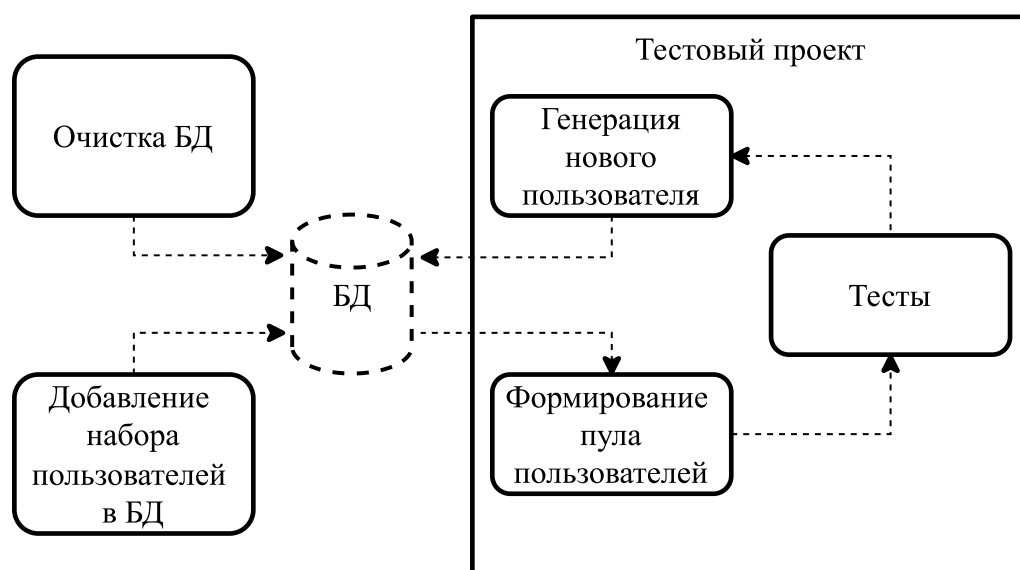 Тестовый проект
Очистка БД
Генерация
нового
пользователя
БД
Тесты
Добавление
набора
пользователей
в БД
Формирование
пула
пользователей